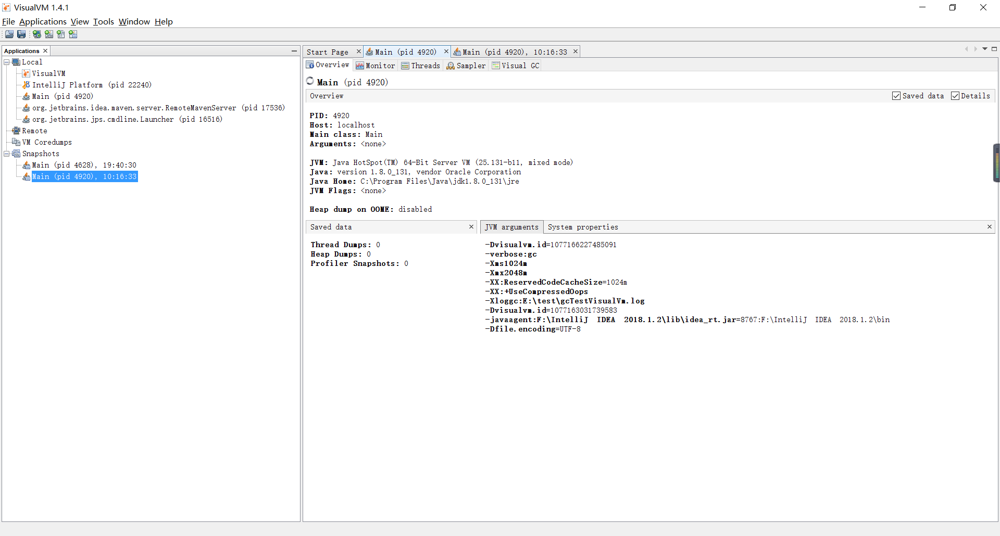 VisualVM 1.4.1
File Applications View Tools Window Help
Applications
Local
VisualVM
IntelliJ Platform (pid 22240)
Main (pid 4920)
org.jetbrains.idea.maven.server.RemoteMavenServer (pid 17536)
org.jetbrains.jps.cmdline.Launcher (pid 16516)
Remote
VM Coredumps
Snapshots
Main (pid 4628), 19:40:30
Main (pid 4920), 10:16:33
Start Page Main (pid 4920) Main (pid 4920), 10:16:33
Overview Monitor Threads Sampler Visual GC
Main (pid 4920)
Overview Saved data Details
PID: 4920
Host: localhost
Main class: Main
Arguments: <none>
JVM: Java HotSpot(TM) 64-Bit Server VM (25.131-b11, mixed mode)
Java: version 1.8.0_131, vendor Oracle Corporation
Java Home: C:\Program Files\Java\jdk1.8.0_131\jre
JVM Flags: <none>
Heap dump on OOME: disabled
Saved data
Thread Dumps: 0
Heap Dumps: 0
Profiler Snapshots: 0
JVM arguments System properties
-Dvisualvm.id=1077166227485091
-verbose:gc
-Xms1024m
-Xmx2048m
-XX:ReservedCodeCacheSize=1024m
-XX:+UseCompressedOops
-Xloggc:E:\test\gcTestVisualVm.log
-Dvisualvm.id=1077163031739583
-javaagent:F:\IntelliJ IDEA 2018.1.2\lib\idea_rt.jar=8767:F:\IntelliJ IDEA 2018.1.2\bin
-Dfile.encoding=UTF-8